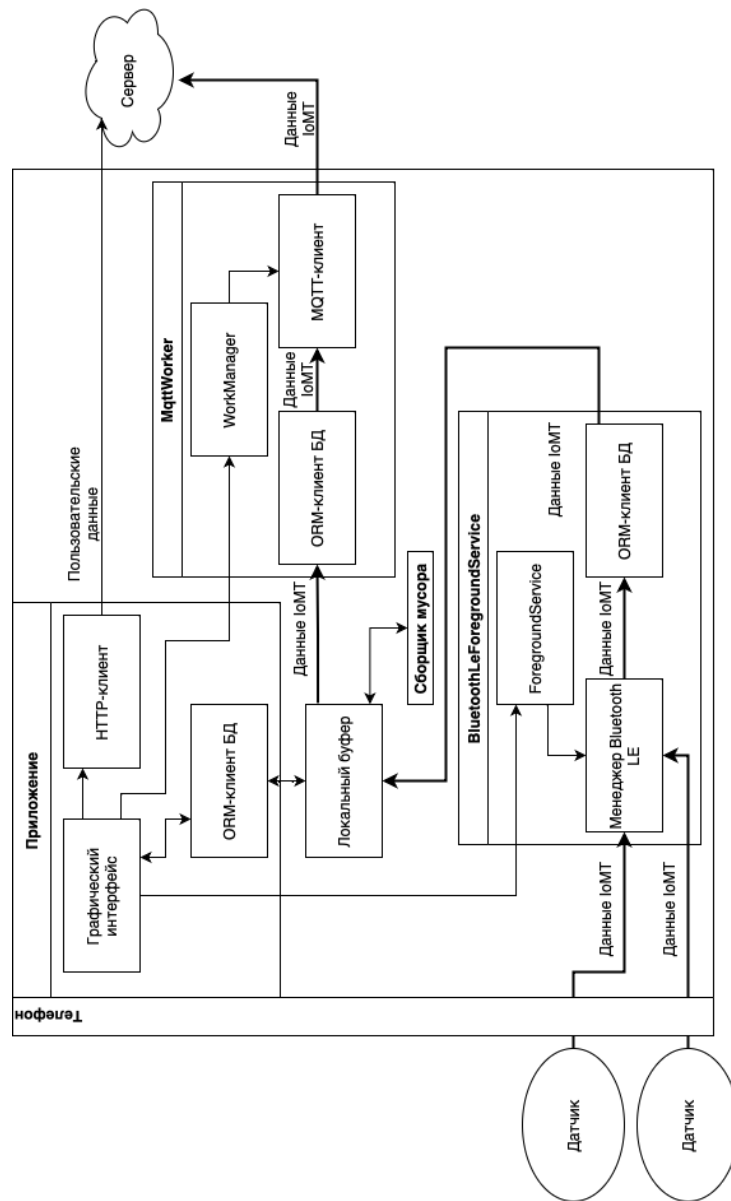 Телефон
Приложение
Графический
интерфейс
HTTP-клиент
ORM-клиент БД
Пользовательские
данные
Сервер
MqttWorker
WorkManager
ORM-клиент БД
Данные
IoMT
MQTT-клиент
Данные
IoMT
Локальный буфер
Данные IoMT
Сборщик мусора
BluetoothLeForegroundService
ForegroundService
Менеджер Bluetooth
LE
Данные IoMT
ORM-клиент БД
Данные IoMT
Данные IoMT
Данные IoMT
Датчик
Датчик